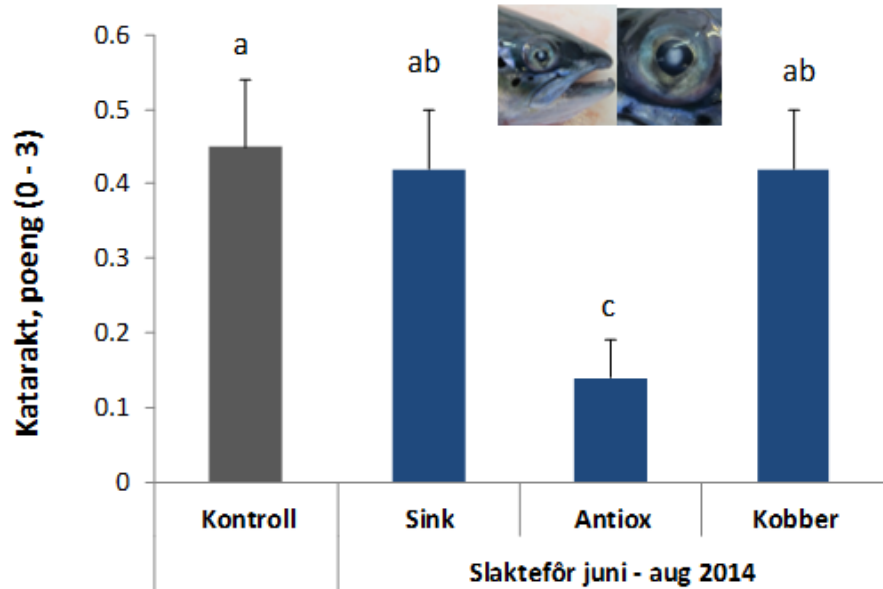 Katarakt, poeng (0 - 3)
0.6
0.5
0.4
0.3
0.2
0.1
0
a
ab
c
ab
Kontroll
Sink
Antiox
Kobber
Slaktefôr juni - aug 2014